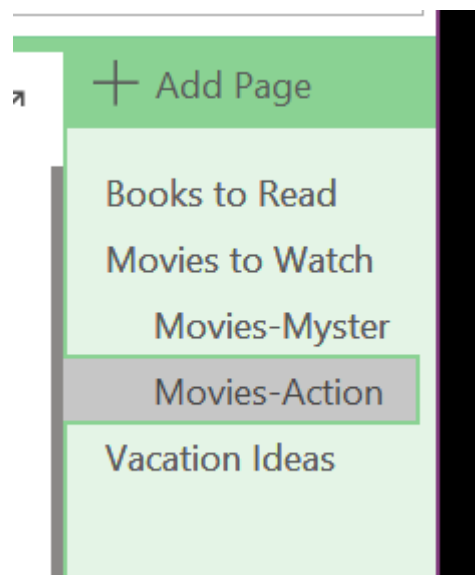 + Add Page
Books to Read
Movies to Watch
Movies-Myster
Movies-Action
Vacation Ideas